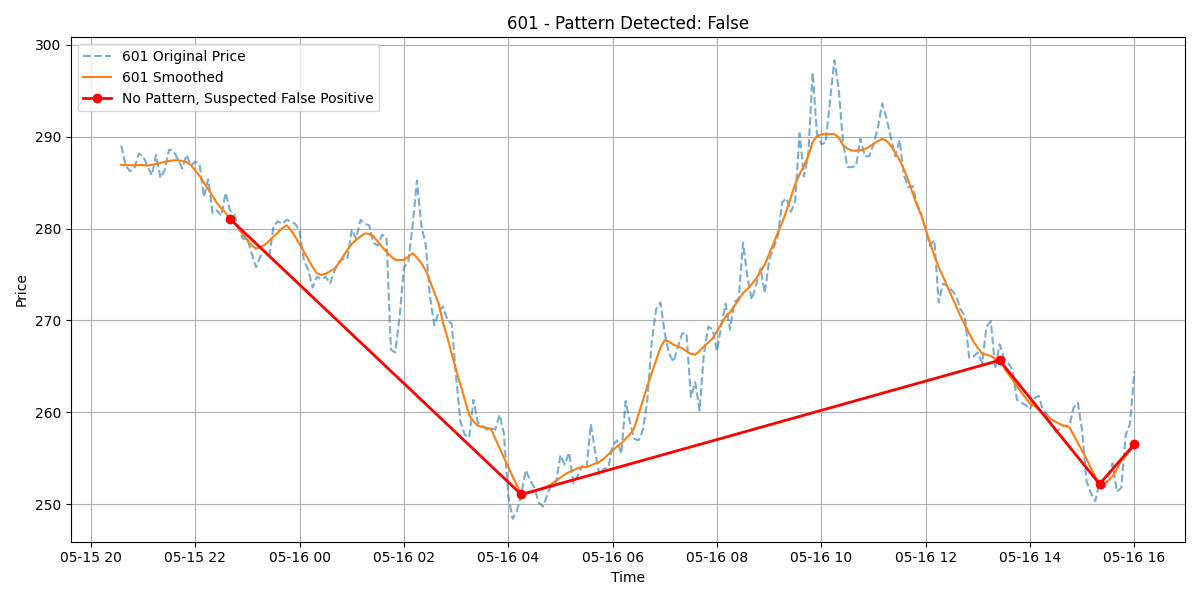 601 - Pattern Detected: False
601 Original Price
601 Smoothed
No Pattern, Suspected False Positive
Price
300
290
280
270
260
250
05-15 20 05-15 22 05-16 00 05-16 02 05-16 04 05-16 06 05-16 08 05-16 10 05-16 12 05-16 14 05-16 16
Time